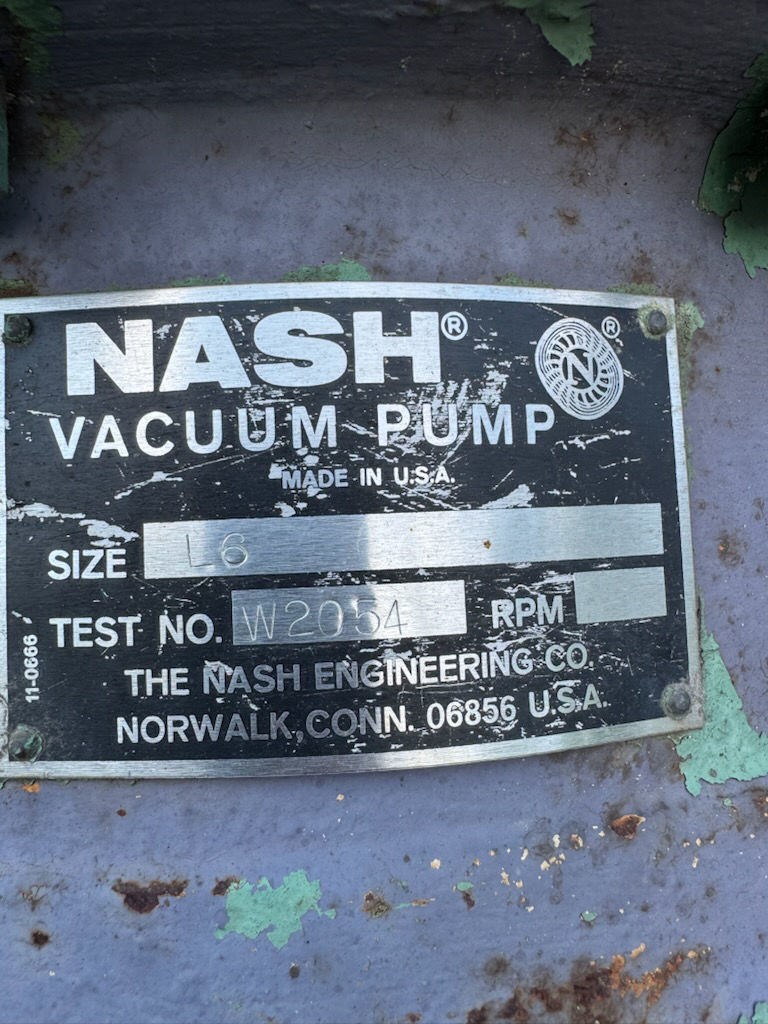 NASH®
N ®
VACUUM PUMP
MADE IN U.S.A.
SIZE L6
TEST NO. W2054 RPM
THE NASH ENGINEERING CO.
NORWALK, CONN. 06856 U.S.A.
11-0666